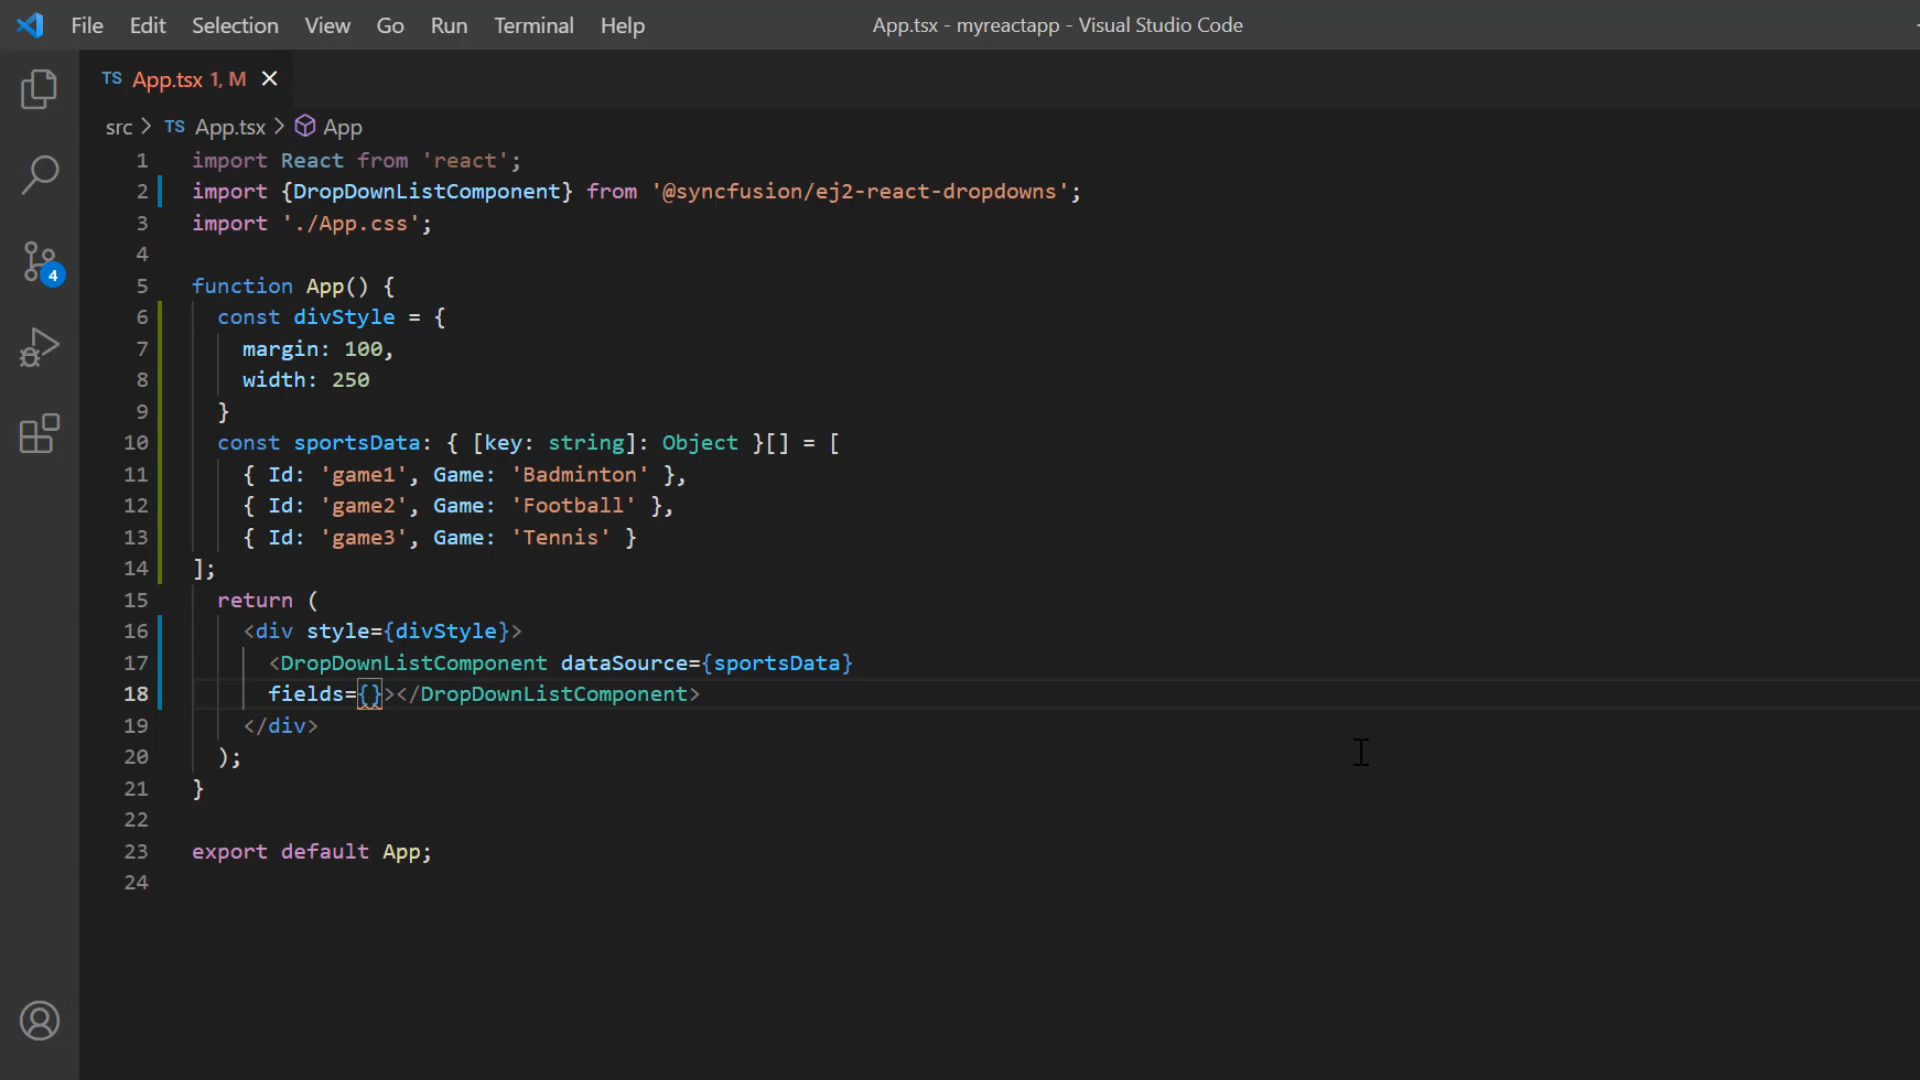 File Edit Selection View Go Run Terminal Help App.tsx - myreactapp - Visual Studio Code
TS App.tsx 1, M
src > TS App.tsx > App
1 import React from 'react';
2 import {DropDownListComponent} from '@syncfusion/ej2-react-dropdowns';
3 import './App.css';
4
5 function App() {
6 const divStyle = {
7 margin: 100,
8 width: 250
9 }
10 const sportsData: { [key: string]: Object }[] = [
11 { Id: 'game1', Game: 'Badminton' },
12 { Id: 'game2', Game: 'Football' },
13 { Id: 'game3', Game: 'Tennis' }
14 ];
15 return (
16 <div style={divStyle}>
17 <DropDownListComponent dataSource={sportsData}
18 fields={}></DropDownListComponent>
19 </div>
20 );
21 }
22
23 export default App;
24
4